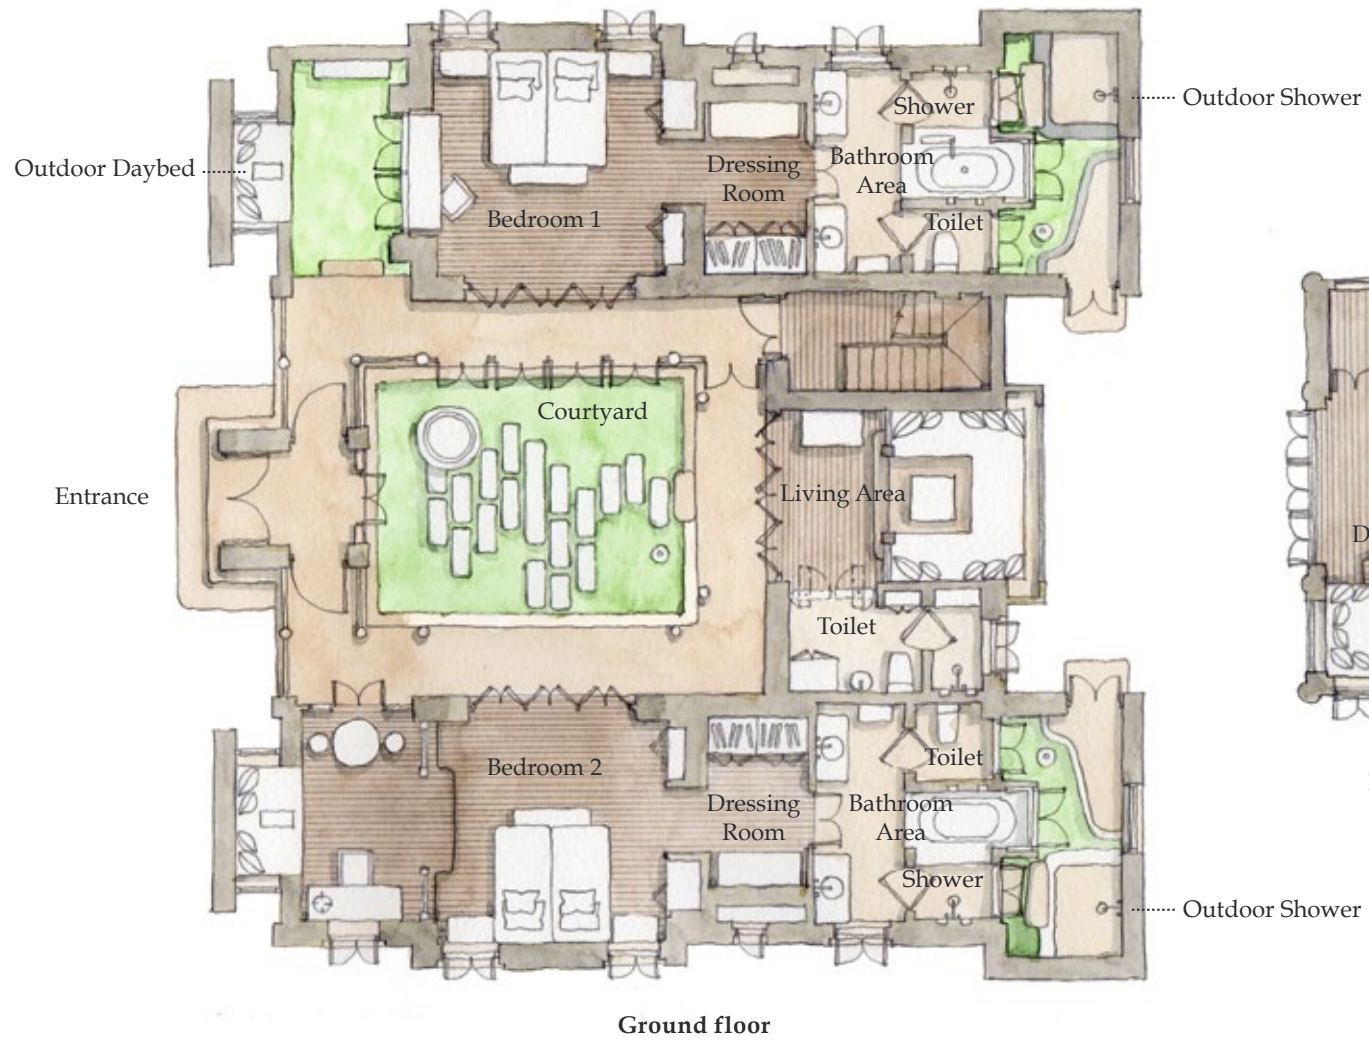 Shower
Outdoor Shower
Outdoor Daybed
Dressing
Room
Bathroom
Area
Bedroom 1
Toilet
Courtyard
Entrance
Living Area
Toilet
Bedroom 2
Toilet
Dressing
Room
Bathroom
Area
Shower
Outdoor Shower
Ground floor